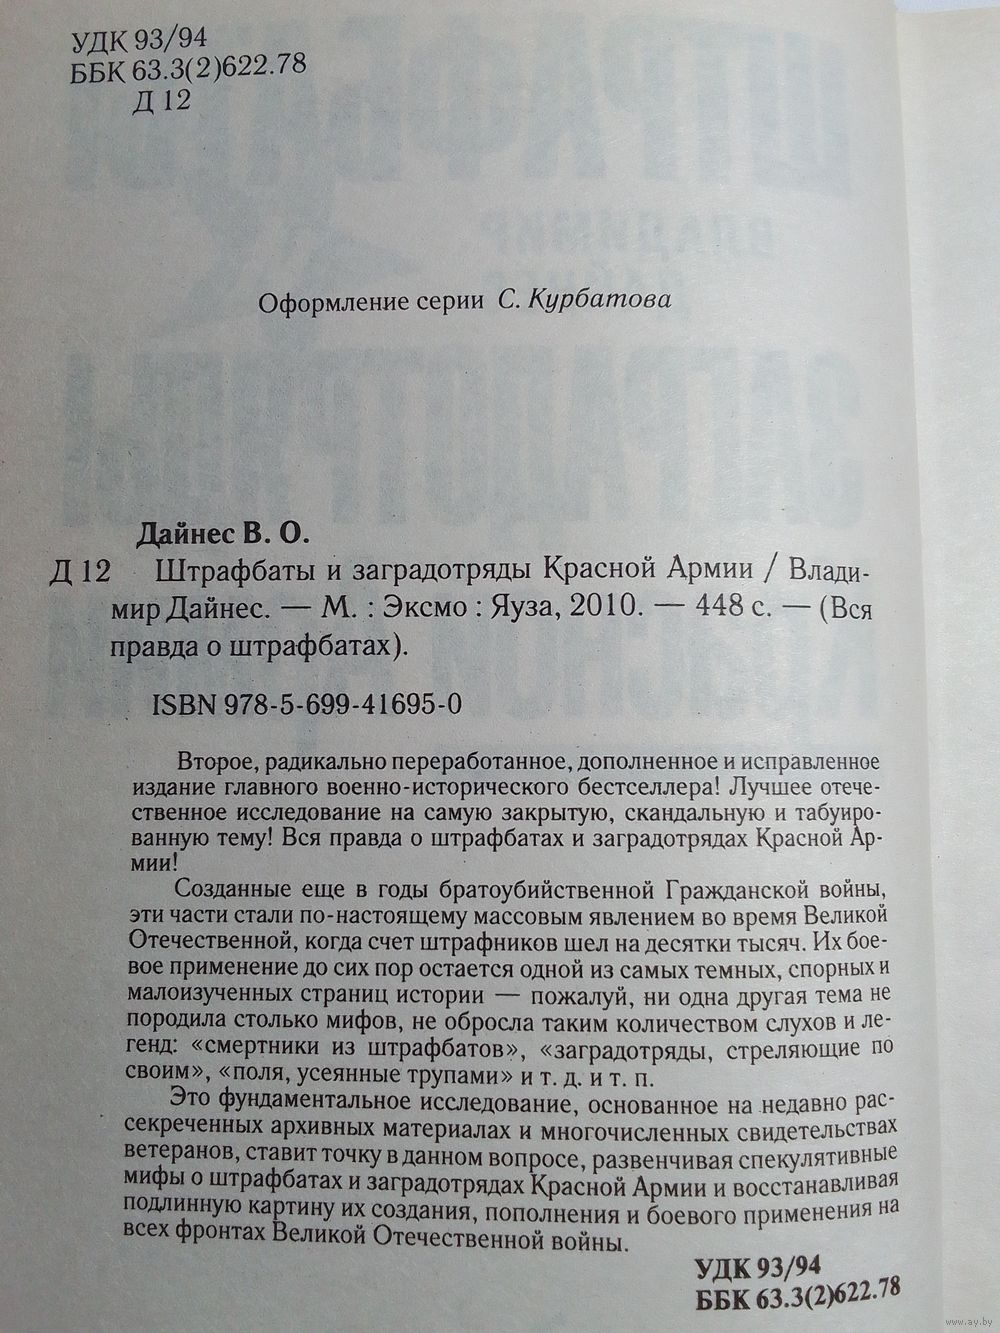 УДК 93/94
ББК 63.3(2)622.78
Д 12
Оформление серии С. Курбатова
Дайнес В. О.
Д 12 Штрафбаты и заградотряды Красной Армии / Влади-
мир Дайнес. — М. : Эксмо : Яуза, 2010. — 448 с. — (Вся
правда о штрафбатах).
ISBN 978-5-699-41695-0
Второе, радикально переработанное, дополненное и исправленное
издание главного военно-исторического бестселлера! Лучшее отече-
ственное исследование на самую закрытую, скандальную и табуиро-
ванную тему! Вся правда о штрафбатах и заградотрядах Красной Ар-
мии!
Созданные еще в годы братоубийственной Гражданской войны,
эти части стали по-настоящему массовым явлением во время Великой
Отечественной, когда счет штрафников шел на десятки тысяч. Их бое-
вое применение до сих пор остается одной из самых темных, спорных и
малоизученных страниц истории — пожалуй, ни одна другая тема не
породила столько мифов, не обросла таким количеством слухов и ле-
генд: «смертники из штрафбатов», «заградотряды, стреляющие по
своим», «поля, усеянные трупами» и т. д. и т. п.
Это фундаментальное исследование, основанное на недавно рас-
секреченных архивных материалах и многочисленных свидетельствах
ветеранов, ставит точку в данном вопросе, развенчивая спекулятивные
мифы о штрафбатах и заградотрядах Красной Армии и восстанавливая
подлинную картину их создания, пополнения и боевого применения на
всех фронтах Великой Отечественной войны.
УДК 93/94
ББК 63.3(2)622.78
www.ay.by